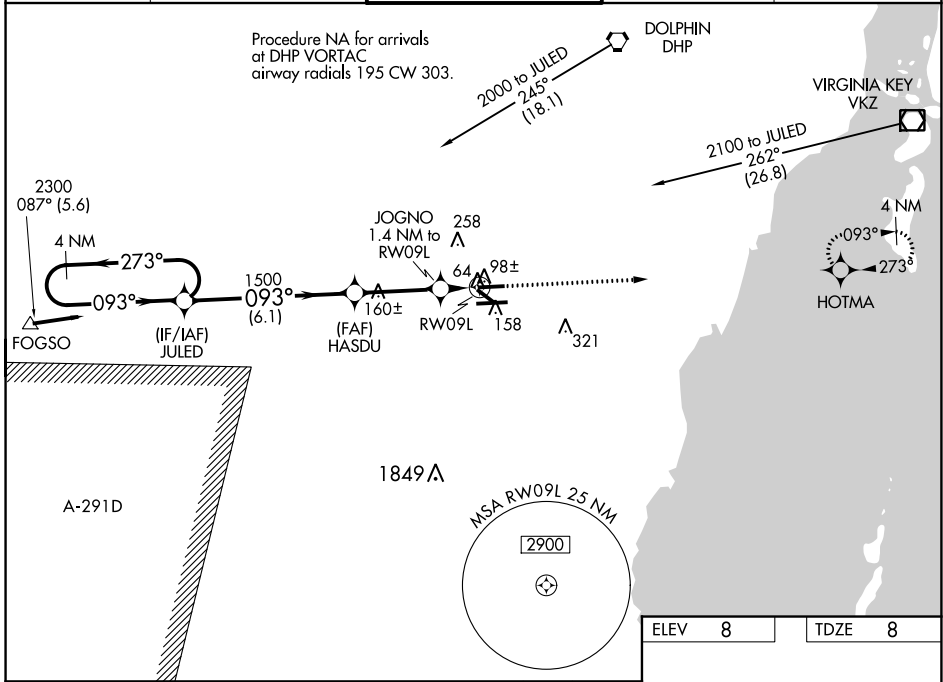 Procedure NA for arrivals
at DHP VORTAC
airway radials 195 CW 303.
DOLPHIN
DHP
2000 to JULED
245°
(18.1)
VIRGINIA KEY
VKZ
2100 to JULED
262°
(26.8)
2300
087° (5.6)
4 NM
273°
093°
FOGSO
(IF/IAF)
JULED
1500
093°
(6.1)
(FAF)
HASDU
160±
JOGNO
1.4 NM to
RW09L
258
64
98±
RW09L
158
321
4 NM
093°
273°
HOTMA
A-291D
1849
MSA RW09L 25 NM
2900
ELEV 8
TDZE 8